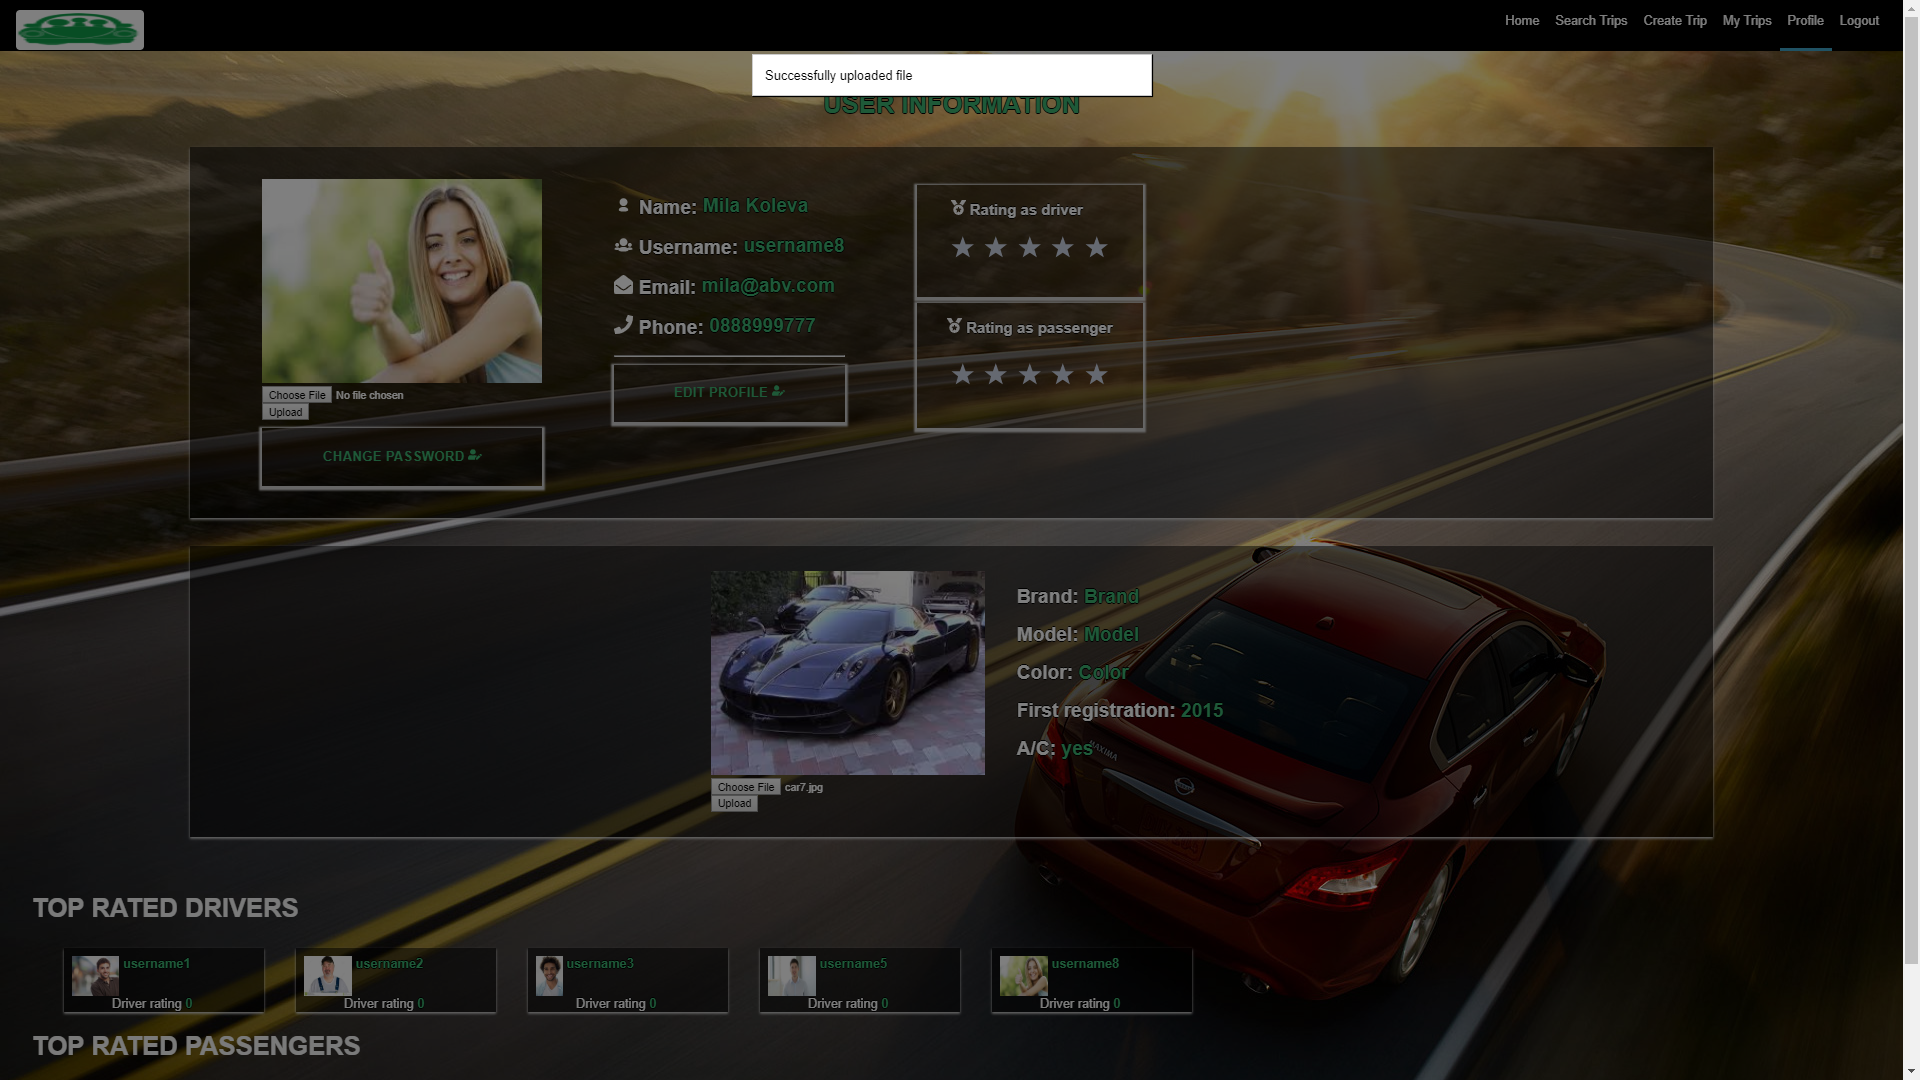 Home Search Trips Create Trip My Trips Profile Logout
Successfully uploaded file
USER INFORMATION
Name: Mila Koleva
Username: username8
Email: mila@abv.com
Phone: 0888999777
EDIT PROFILE
Rating as driver
Rating as passenger
Choose File No file chosen
Upload
CHANGE PASSWORD
Choose File car7.jpg
Upload
Brand: Brand
Model: Model
Color: Color
First registration: 2015
A/C: yes
MAXIMA
TOP RATED DRIVERS
username1
Driver rating 0
username2
Driver rating 0
username3
Driver rating 0
username5
Driver rating 0
username8
Driver rating 0
TOP RATED PASSENGERS